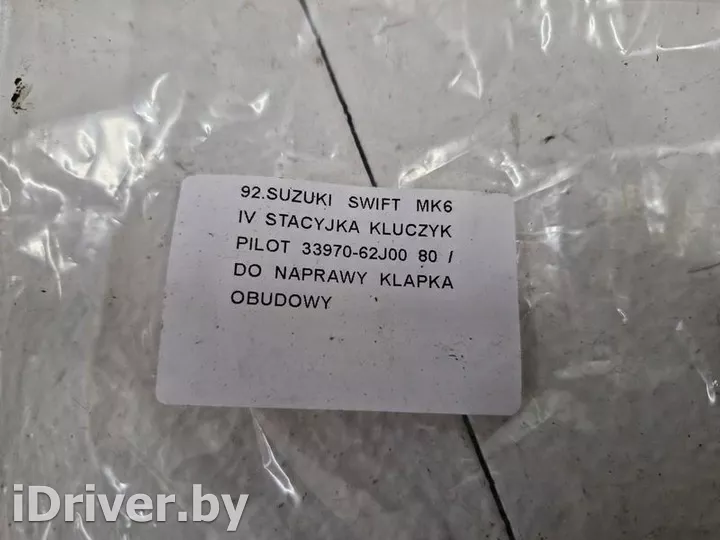 92.SUZUKI SWIFT MK6
IV STACYJKA KLUCZYK
PILOT 33970-62J00 80 /
DO NAPRAWY KLAPKA
OBUDOWY
iDriver.by